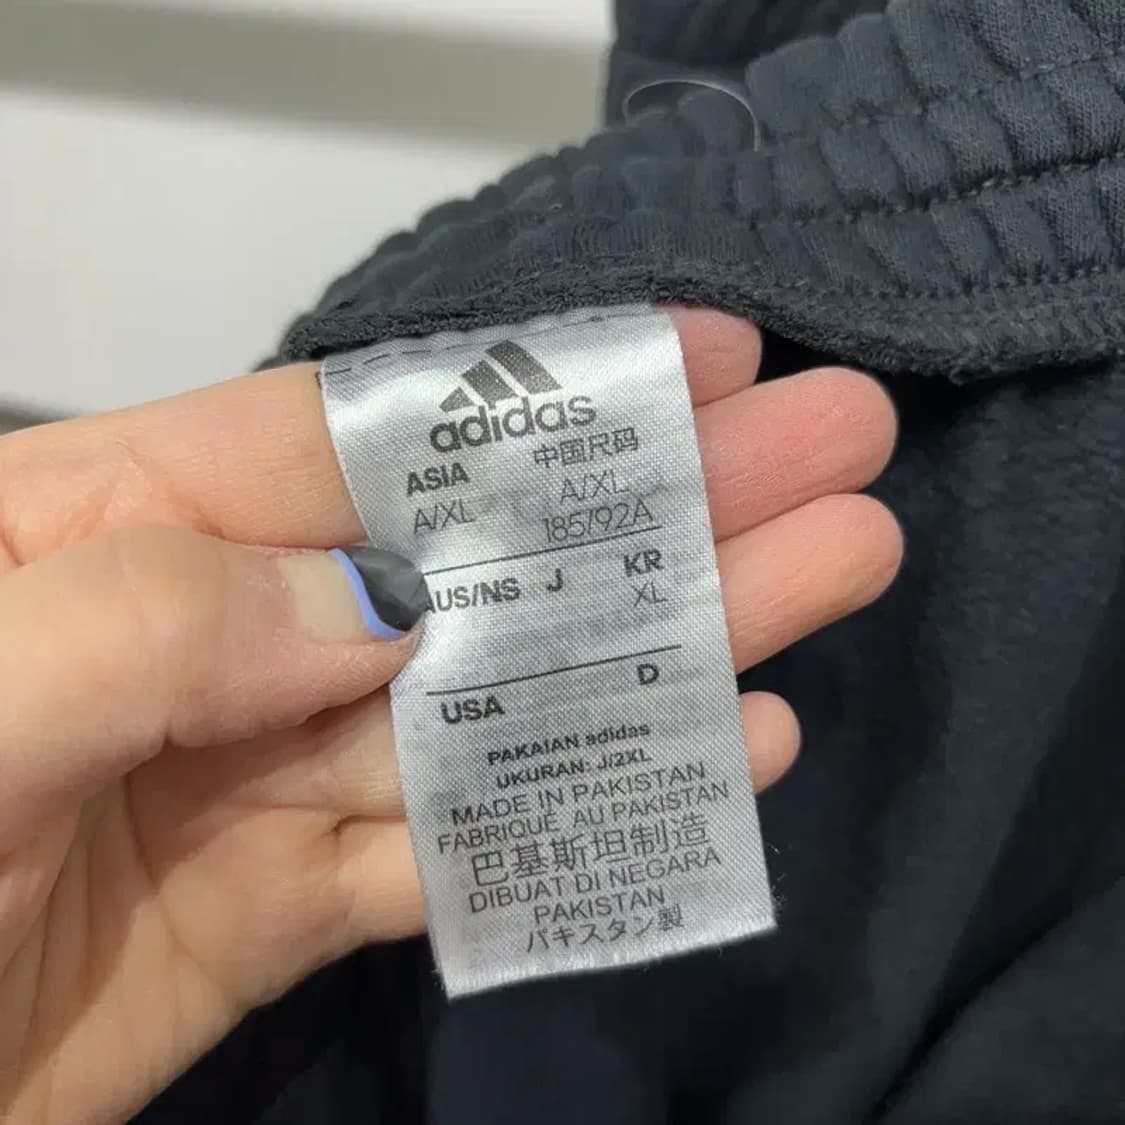 adidas
ASIA 中国尺码
A/XL A/XL
185/92A
AUS/NS J KR
XL
D
USA
PAKAIAN adidas
UKURAN: J/2XL
MADE IN PAKISTAN
FABRIQUÉ AU PAKISTAN
巴基斯坦制造
DIBUAT DI NEGARA
PAKISTAN
パキスタン製